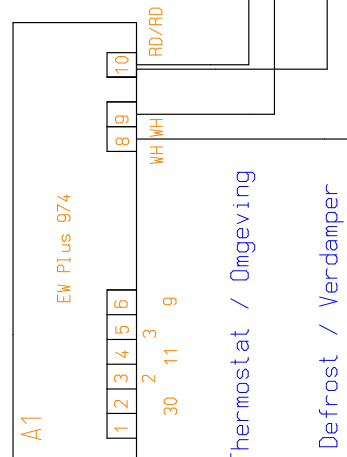 RD/RD
10
9
8
WH WH
EW Plus 974
6
5
4
3
2
1
9
3
11
2
30
A1
Thermostat / Omgeving
Defrost / Verdamper